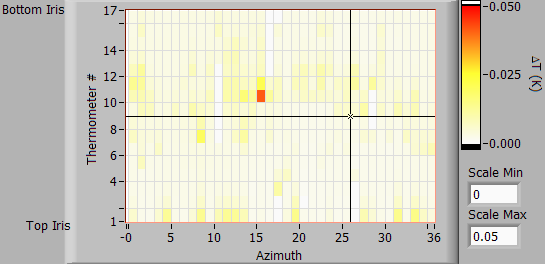 Bottom Iris
17
14
12
10
8
6
4
1
Thermometer #
Top Iris
-0 5 10 15 20 25 30 36
Azimuth
-0.050
-0.025
-0.000
ΔT (K)
Scale Min
0
Scale Max
0.05